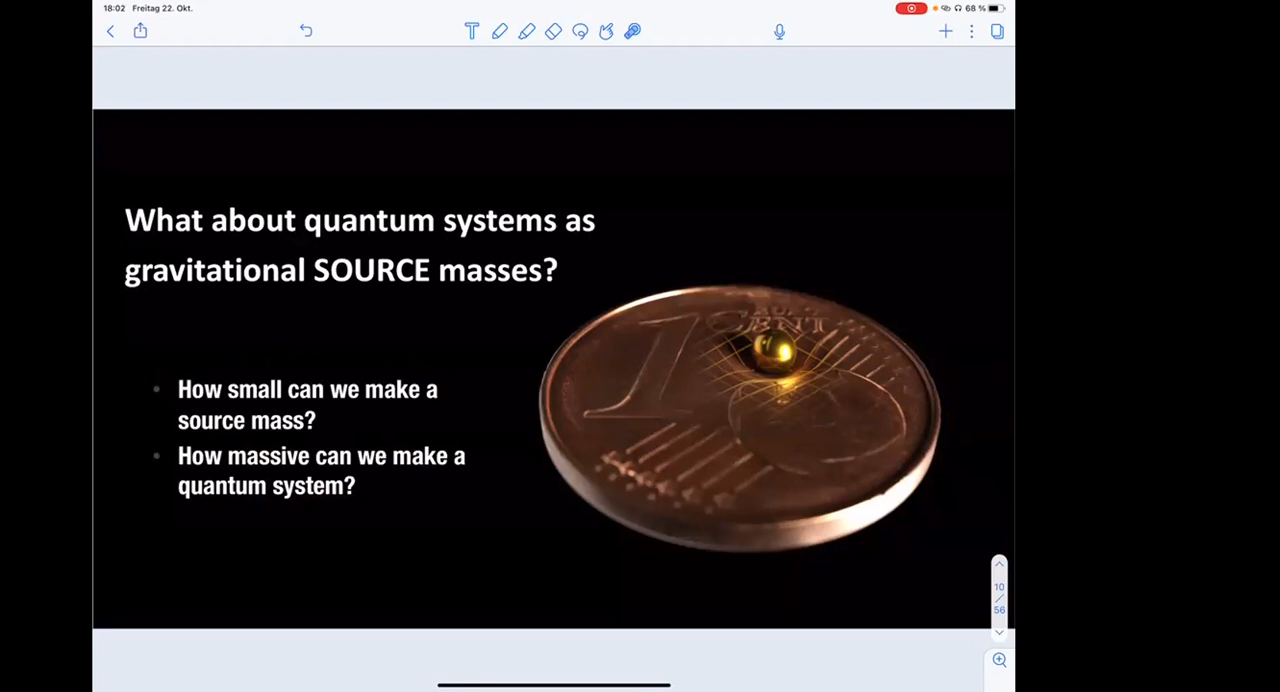 18:02 Freitag 22. Okt.
68 %
What about quantum systems as
gravitational SOURCE masses?
• How small can we make a
source mass?
• How massive can we make a
quantum system?
1
CENT
10
/
56